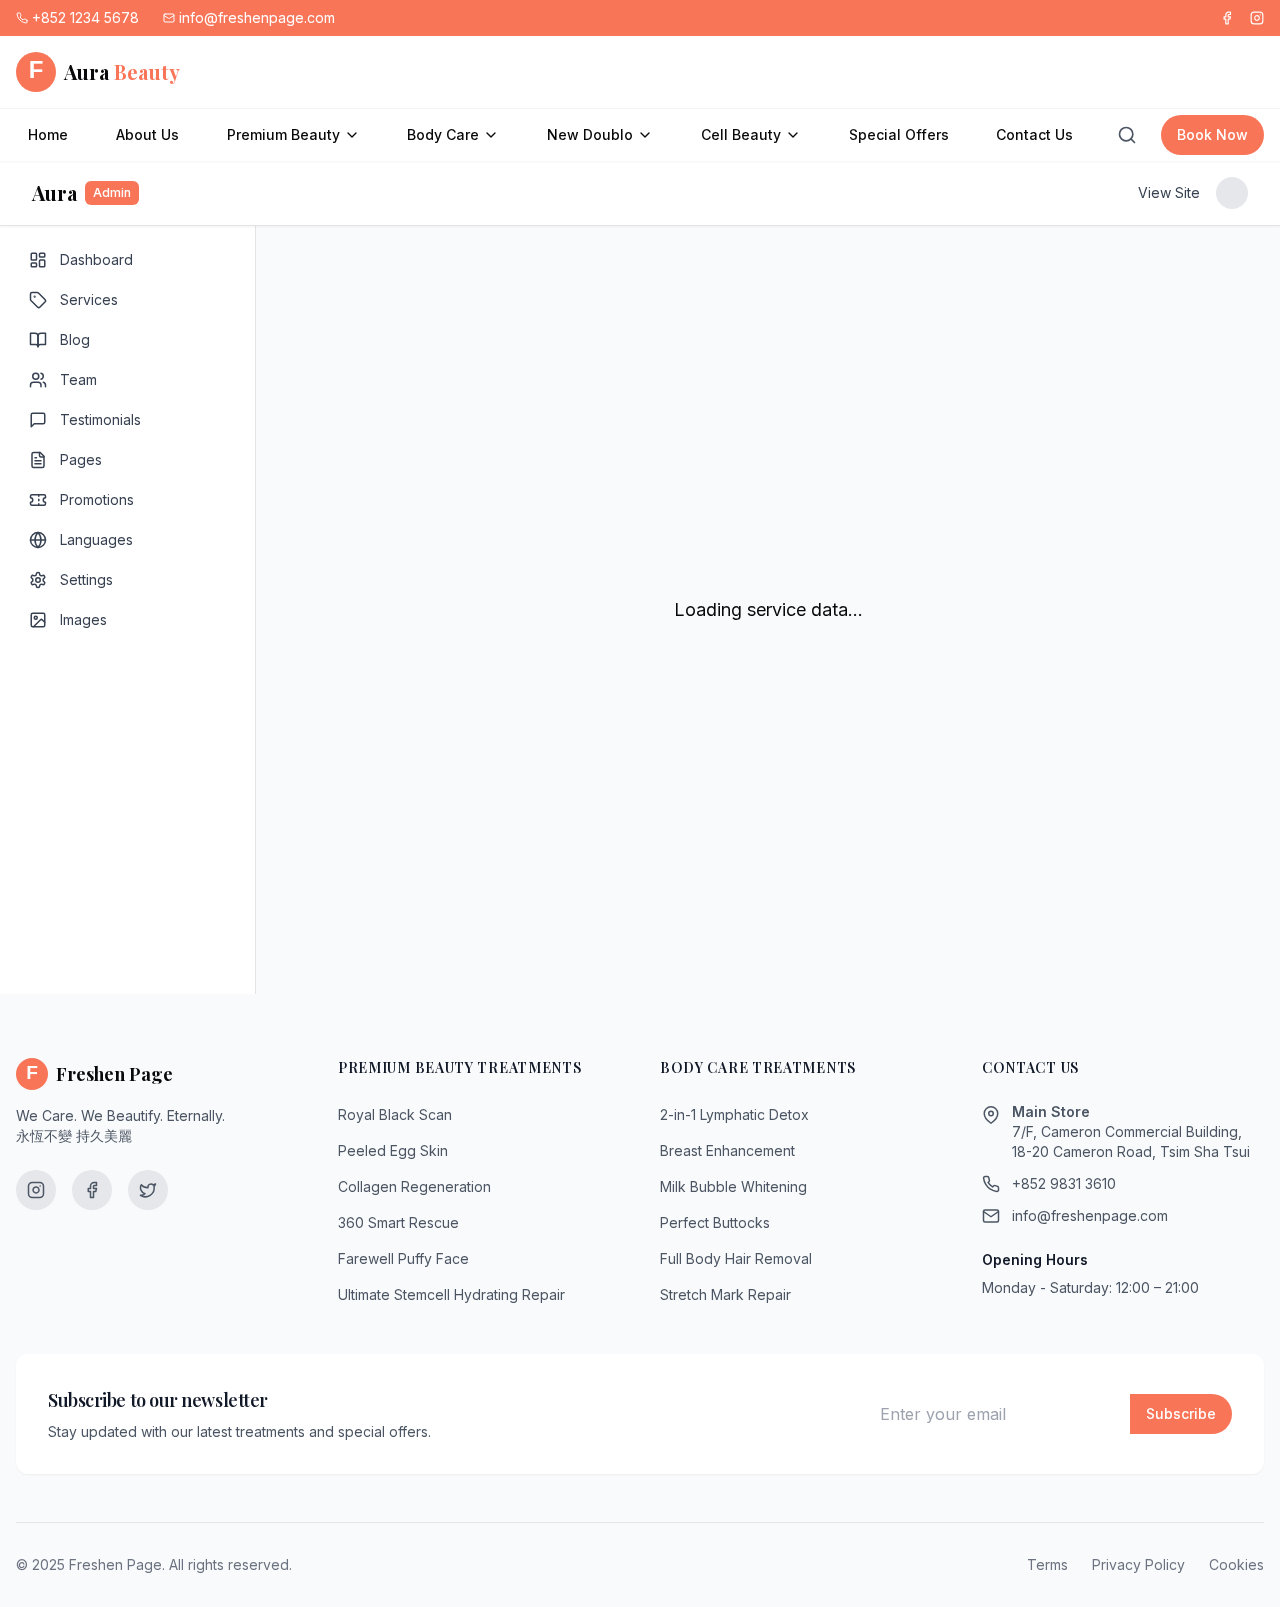 +852 1234 5678
info@freshenpage.com
F
Aura Beauty
Home
About Us
Premium Beauty
Body Care
New Doublo
Cell Beauty
Special Offers
Contact Us
Book Now
Aura
Admin
View Site
Dashboard
Services
Blog
Team
Testimonials
Pages
Promotions
Languages
Settings
Images
Loading service data...
F
Freshen Page
We Care. We Beautify. Eternally.
永恆不變 持久美麗
PREMIUM BEAUTY TREATMENTS
Royal Black Scan
Peeled Egg Skin
Collagen Regeneration
360 Smart Rescue
Farewell Puffy Face
Ultimate Stemcell Hydrating Repair
BODY CARE TREATMENTS
2-in-1 Lymphatic Detox
Breast Enhancement
Milk Bubble Whitening
Perfect Buttocks
Full Body Hair Removal
Stretch Mark Repair
CONTACT US
Main Store
7/F, Cameron Commercial Building,
18-20 Cameron Road, Tsim Sha Tsui
+852 9831 3610
info@freshenpage.com
Opening Hours
Monday - Saturday: 12:00 – 21:00
Subscribe to our newsletter
Stay updated with our latest treatments and special offers.
Enter your email
Subscribe
© 2025 Freshen Page. All rights reserved.
Terms
Privacy Policy
Cookies